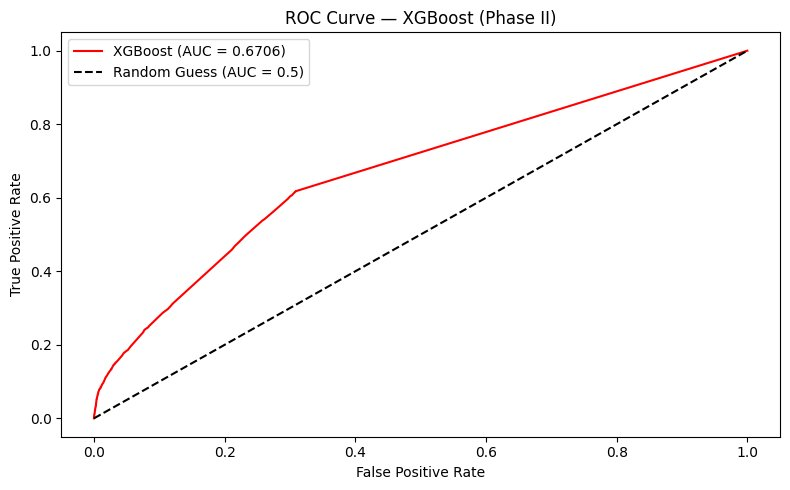 ROC Curve — XGBoost (Phase II)
XGBoost (AUC = 0.6706)
Random Guess (AUC = 0.5)
True Positive Rate
1.0
0.8
0.6
0.4
0.2
0.0
0.0 0.2 0.4 0.6 0.8 1.0
False Positive Rate